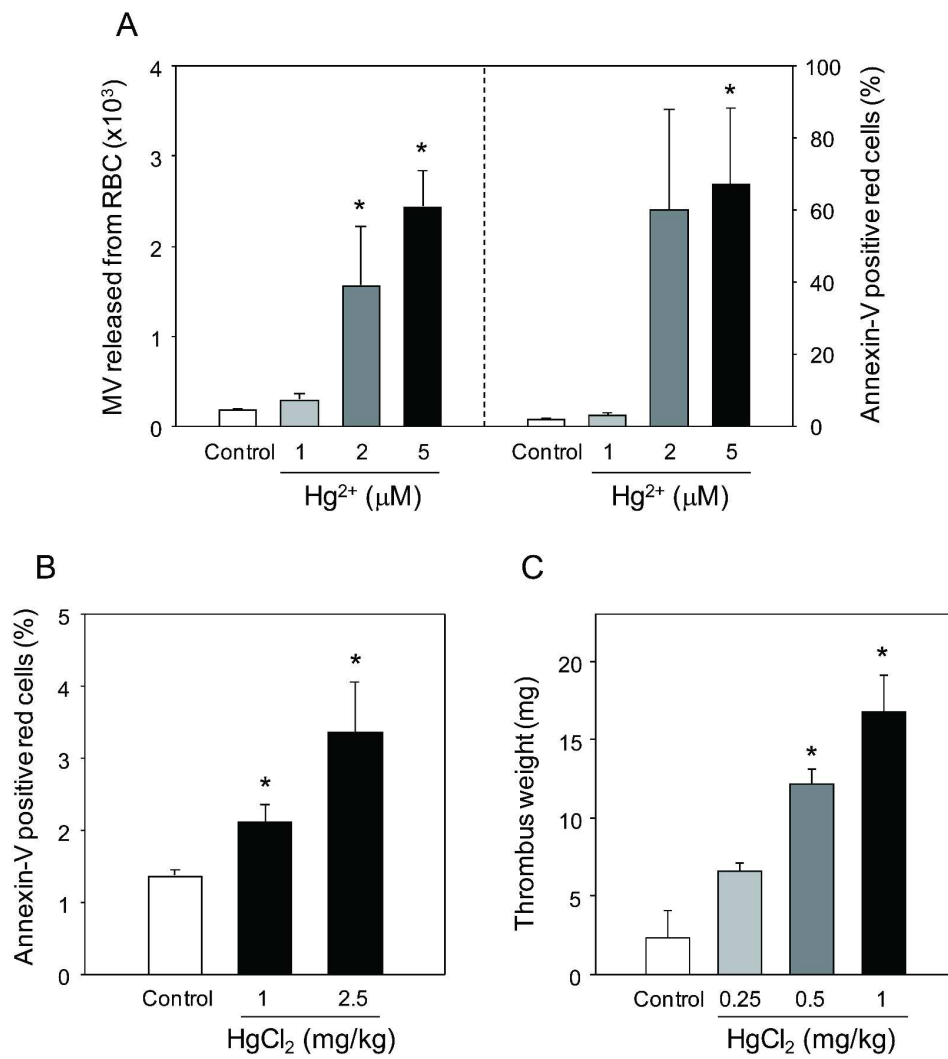 A
MV released from RBC (x10³)
4
3
2
1
0
* *
*
100
80
60
40
20
0
Annexin-V positive red cells (%)
Control 1 2 5 Control 1 2 5
Hg²⁺ (μM) Hg²⁺ (μM)
B
Annexin-V positive red cells (%)
5
4
3
2
1
0
* *
Control 1 2.5
HgCl₂ (mg/kg)
C
Thrombus weight (mg)
20
15
10
5
0
* *
Control 0.25 0.5 1
HgCl₂ (mg/kg)